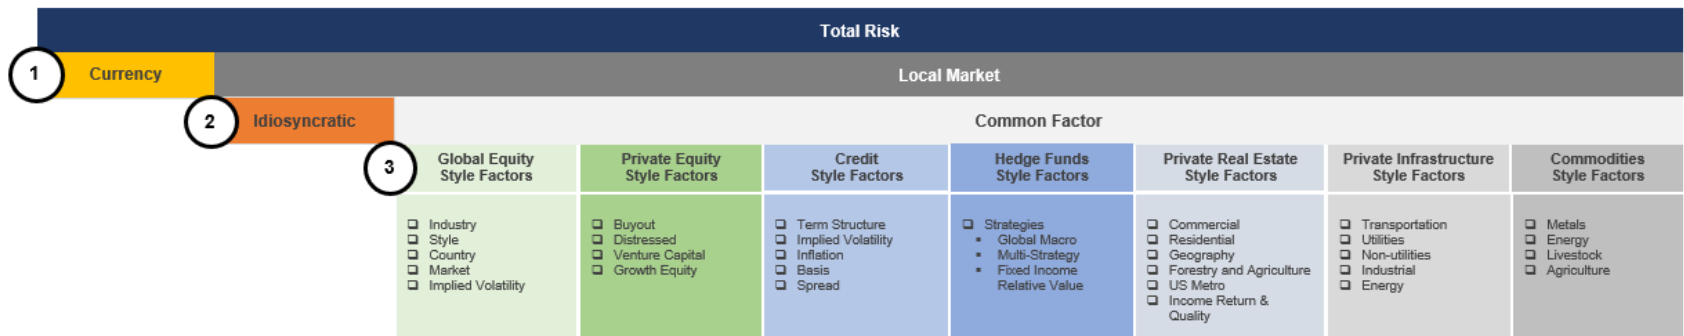 Total Risk
1
Currency
Local Market
2
Idiosyncratic
Common Factor
3
Global Equity
Style Factors
Private Equity
Style Factors
Credit
Style Factors
Hedge Funds
Style Factors
Private Real Estate
Style Factors
Private Infrastructure
Style Factors
Commodities
Style Factors
Industry
Style
Country
Market
Implied Volatility
Buyout
Distressed
Venture Capital
Growth Equity
Term Structure
Implied Volatility
Inflation
Basis
Spread
Strategies
Global Macro
Multi-Strategy
Fixed Income
Relative Value
Commercial
Residential
Geography
Forestry and Agriculture
US Metro
Income Return &
Quality
Transportation
Utilities
Non-utilities
Industrial
Energy
Metals
Energy
Livestock
Agriculture